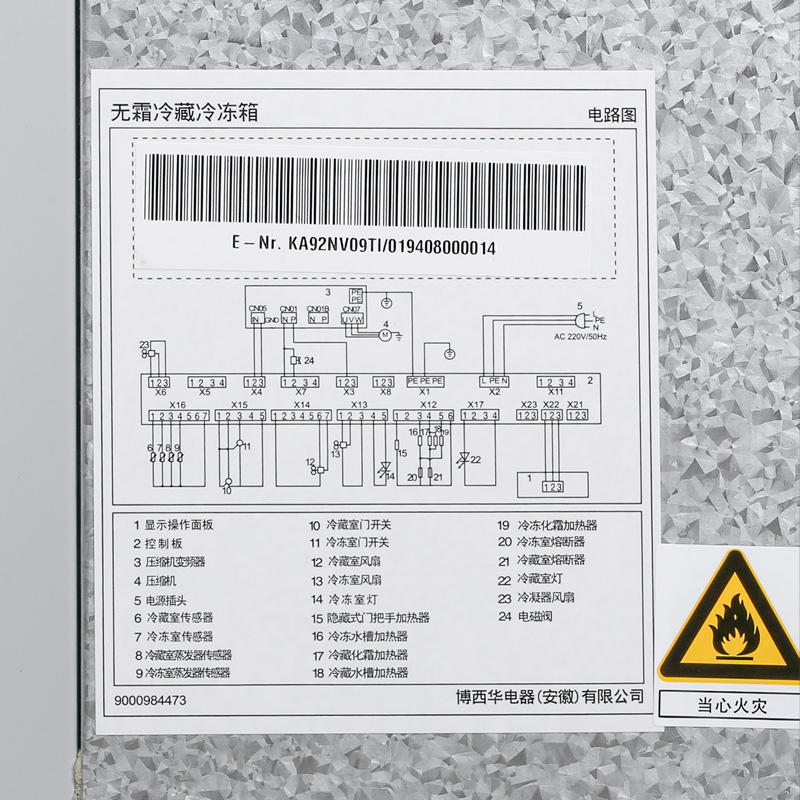 无霜冷藏冷冻箱
电路图
E-Nr. KA92NV09TI/019408000014
3
PE
PE
CN05
CN01
CN01B
CN07
IN GND
N P
N P
U V W
4
M
5
L
PE
N
AC 220V/50Hz
23
24
1 2 3
1 2 3 4
1 2 3
1 2 3 4
1 2 3
1 2 3
PE PE PE
L PE N
1 2 3 4
2
X6
X5
X4
X7
X3
X8
X1
X2
X11
X16
X15
X14
X13
X12
X17
X23
X22
X21
1 2 3 4 5 6 7
1 2 3 4 5
1 2 3 4 5 6 7
1 2 3 4 5
1 2 3 4 5 6
1 2 3 4
1 2 3
1 2 3
1 2 3
6 7 8 9
11
10
12
13
14
15
16 17 18 19
20
21
22
1
1 2 3
1 显示操作面板
2 控制板
3 压缩机变频器
4 压缩机
5 电源插头
6 冷藏室传感器
7 冷冻室传感器
8 冷藏室蒸发器传感器
9 冷冻室蒸发器传感器
10 冷藏室门开关
11 冷冻室门开关
12 冷藏室风扇
13 冷冻室风扇
14 冷冻室灯
15 隐藏式门把手加热器
16 冷冻水槽加热器
17 冷藏化霜加热器
18 冷藏水槽加热器
19 冷冻化霜加热器
20 冷冻室熔断器
21 冷藏室熔断器
22 冷藏室灯
23 冷凝器风扇
24 电磁阀
9000984473
博西华电器(安徽)有限公司
当心火灾